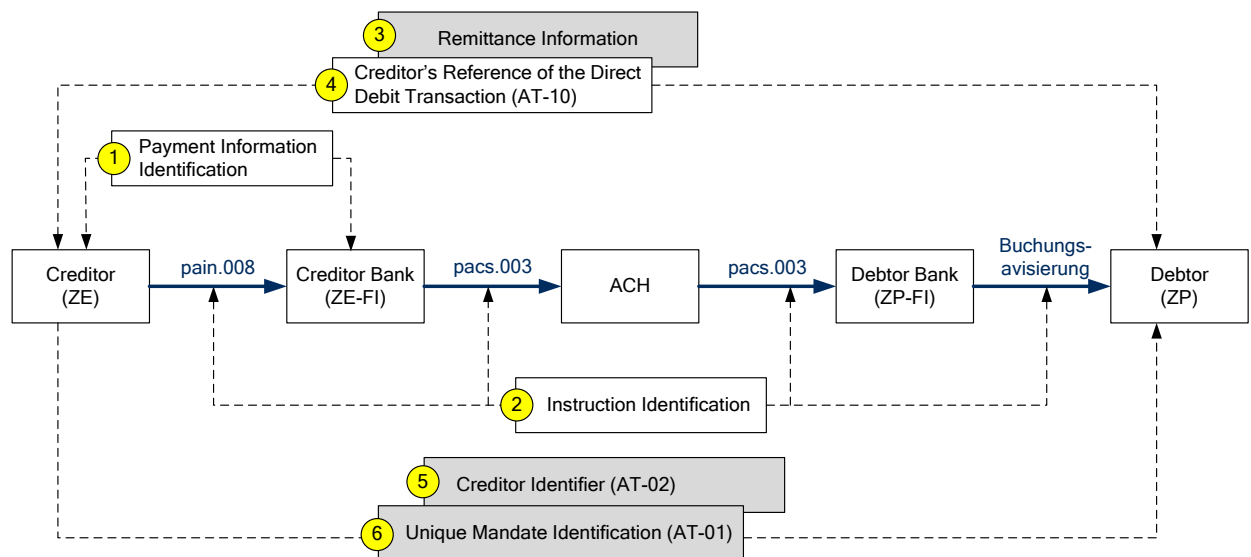 3
Remittance Information
4
Creditor’s Reference of the Direct
Debit Transaction (AT-10)
1
Payment Information
Identification
Creditor
(ZE)
pain.008
Creditor Bank
(ZE-FI)
pacs.003
ACH
pacs.003
Debtor Bank
(ZP-FI)
Buchungs-
avisierung
Debtor
(ZP)
2
Instruction Identification
5
Creditor Identifier (AT-02)
6
Unique Mandate Identification (AT-01)